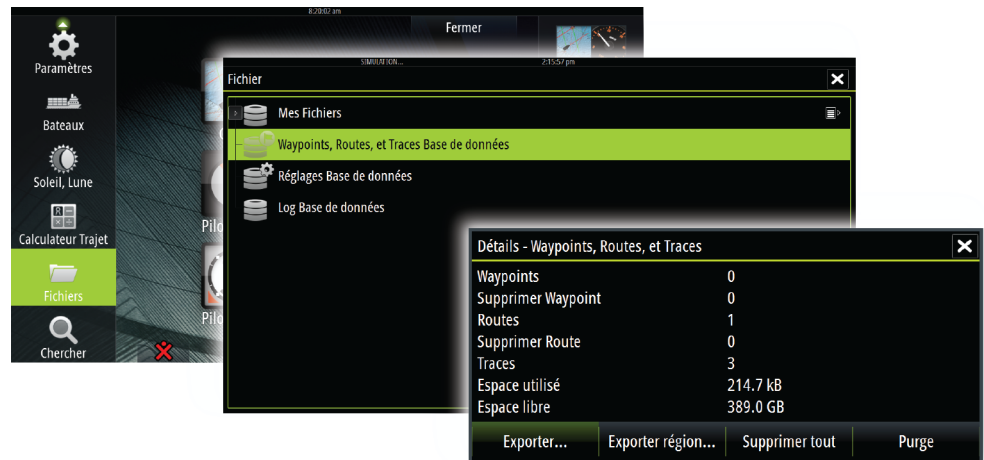 8:20:02 am
Fermer
Paramètres
Bateaux
Soleil, Lune
Calculateur Trajet
Fichiers
Chercher
SIMULATION...
2:15:57 pm
Fichier
Mes Fichiers
Waypoints, Routes, et Traces Base de données
Réglages Base de données
Log Base de données
Détails - Waypoints, Routes, et Traces
Waypoints 0
Supprimer Waypoint 0
Routes 1
Supprimer Route 0
Traces 3
Espace utilisé 214.7 kB
Espace libre 389.0 GB
Exporter... Exporter région... Supprimer tout Purge